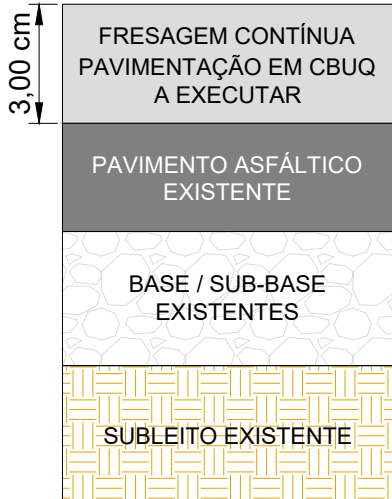 3,00 cm
FRESAGEM CONTÍNUA
PAVIMENTAÇÃO EM CBUQ
A EXECUTAR
PAVIMENTO ASFÁLTICO
EXISTENTE
BASE / SUB-BASE
EXISTENTES
SUBLEITO EXISTENTE